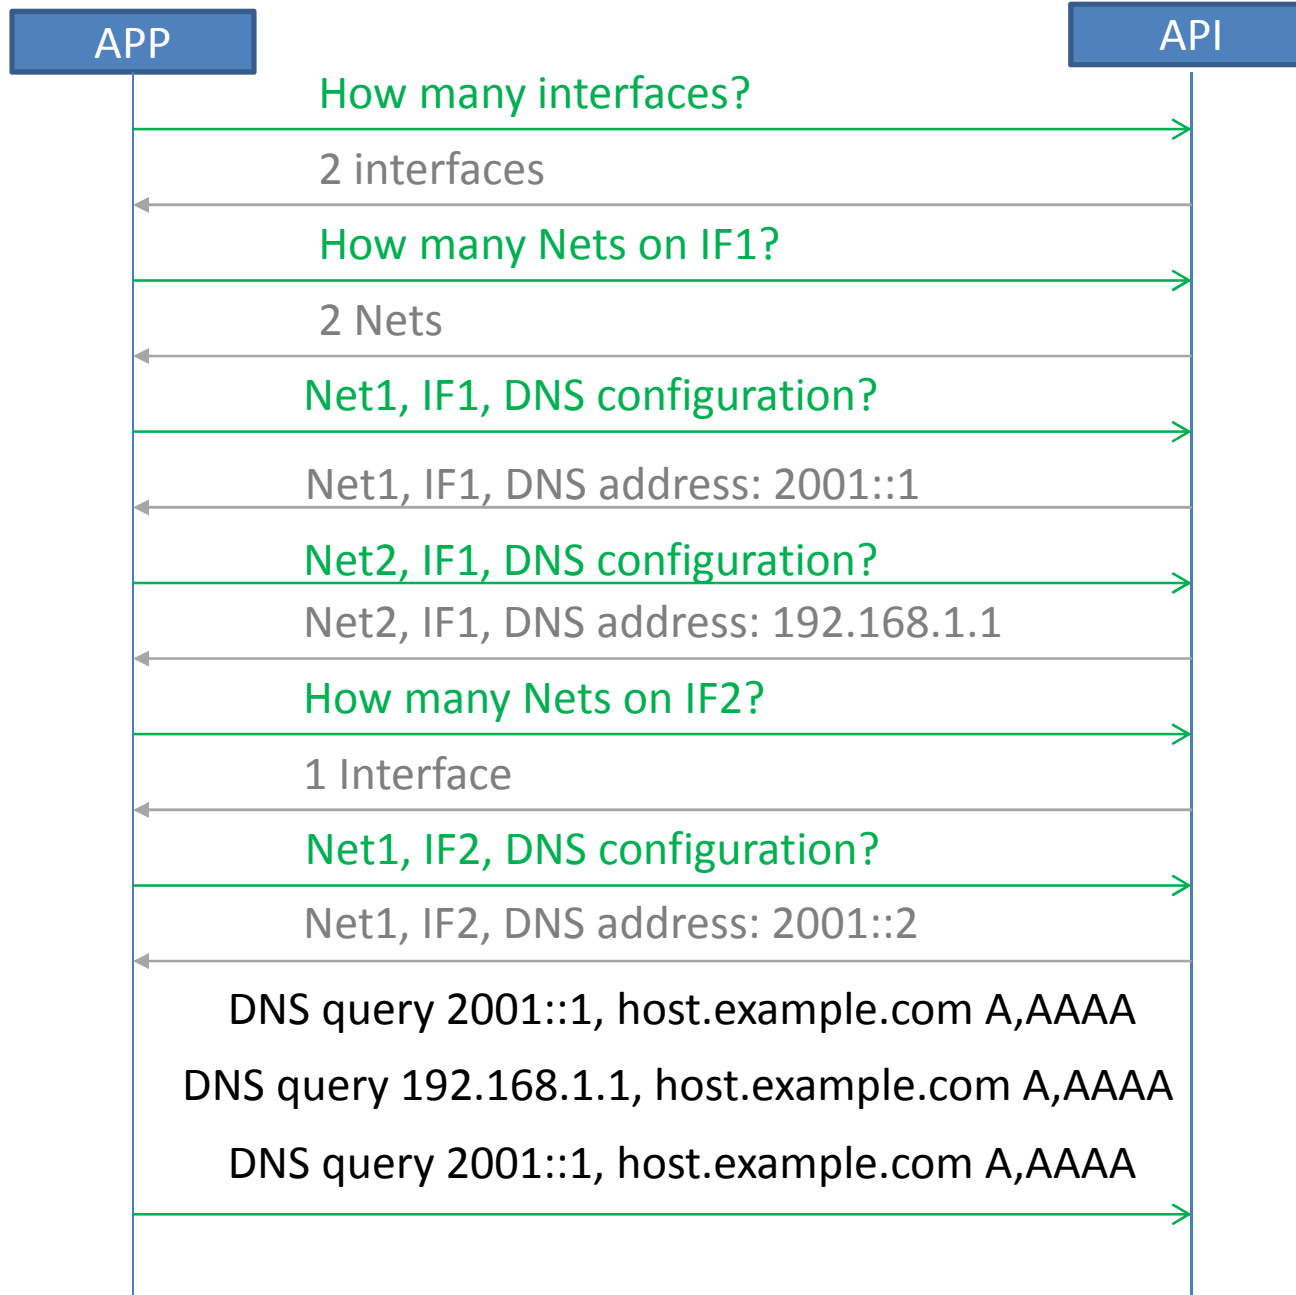 APP
API
How many interfaces?
2 interfaces
How many Nets on IF1?
2 Nets
Net1, IF1, DNS configuration?
Net1, IF1, DNS address: 2001::1
Net2, IF1, DNS configuration?
Net2, IF1, DNS address: 192.168.1.1
How many Nets on IF2?
1 Interface
Net1, IF2, DNS configuration?
Net1, IF2, DNS address: 2001::2
DNS query 2001::1, host.example.com A,AAAA
DNS query 192.168.1.1, host.example.com A,AAAA
DNS query 2001::1, host.example.com A,AAAA